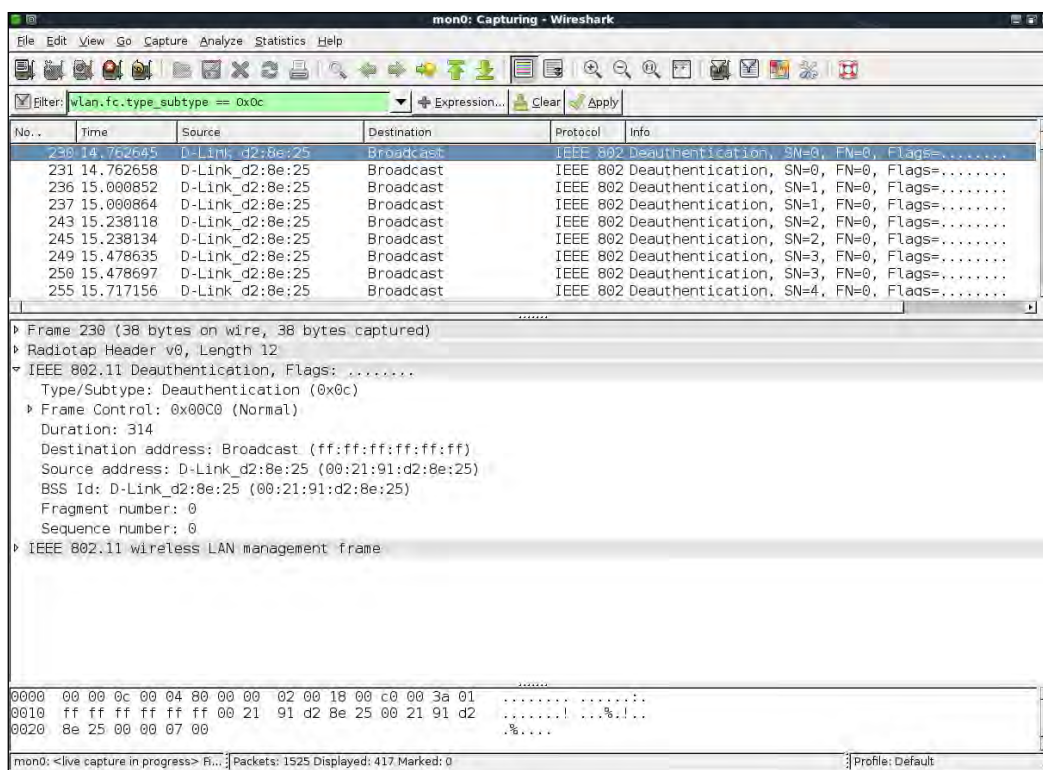 mon0: Capturing - Wireshark
File Edit View Go Capture Analyze Statistics Help
Filter: wlan.fc.type_subtype == 0x0c Expression... Clear Apply
No. . Time Source Destination Protocol Info
230 14.762645 D-Link_d2:8e:25 Broadcast IEEE 802 Deauthentication, SN=0, FN=0, Flags=........
231 14.762658 D-Link_d2:8e:25 Broadcast IEEE 802 Deauthentication, SN=0, FN=0, Flags=........
236 15.000852 D-Link_d2:8e:25 Broadcast IEEE 802 Deauthentication, SN=1, FN=0, Flags=........
237 15.000864 D-Link_d2:8e:25 Broadcast IEEE 802 Deauthentication, SN=1, FN=0, Flags=........
243 15.238118 D-Link_d2:8e:25 Broadcast IEEE 802 Deauthentication, SN=2, FN=0, Flags=........
245 15.238134 D-Link_d2:8e:25 Broadcast IEEE 802 Deauthentication, SN=2, FN=0, Flags=........
249 15.478635 D-Link_d2:8e:25 Broadcast IEEE 802 Deauthentication, SN=3, FN=0, Flags=........
250 15.478697 D-Link_d2:8e:25 Broadcast IEEE 802 Deauthentication, SN=3, FN=0, Flags=........
255 15.717156 D-Link_d2:8e:25 Broadcast IEEE 802 Deauthentication, SN=4, FN=0, Flags=........
Frame 230 (38 bytes on wire, 38 bytes captured)
Radiotap Header v0, Length 12
IEEE 802.11 Deauthentication, Flags: ........
Type/Subtype: Deauthentication (0x0c)
Frame Control: 0x00C0 (Normal)
Duration: 314
Destination address: Broadcast (ff:ff:ff:ff:ff:ff)
Source address: D-Link_d2:8e:25 (00:21:91:d2:8e:25)
BSS Id: D-Link_d2:8e:25 (00:21:91:d2:8e:25)
Fragment number: 0
Sequence number: 0
IEEE 802.11 wireless LAN management frame
0000 00 00 0c 00 04 80 00 00 02 00 18 00 c0 00 3a 01 ........ ......:.
0010 ff ff ff ff ff ff 00 21 91 d2 8e 25 00 21 91 d2 .......! ...%.!..
0020 8e 25 00 00 07 00 .%....
mon0: <live capture in progress> Fi... Packets: 1525 Displayed: 417 Marked: 0 Profile: Default